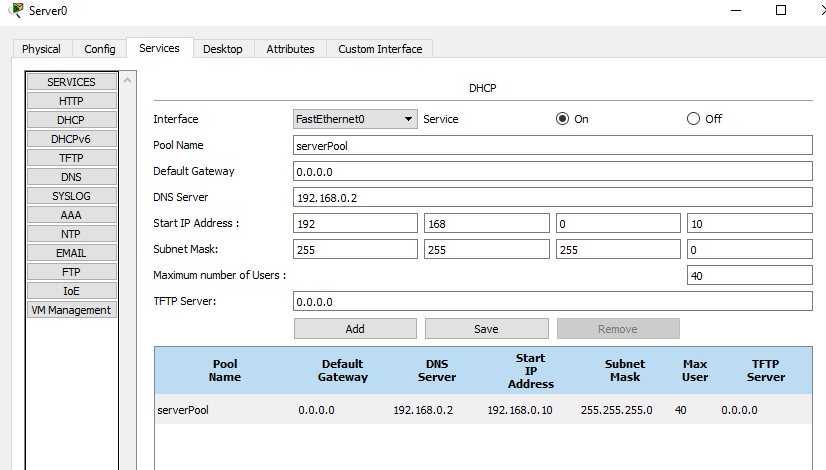 Server0
Physical Config Services Desktop Attributes Custom Interface
SERVICES
HTTP
DHCP
DHCPv6
TFTP
DNS
SYSLOG
AAA
NTP
EMAIL
FTP
IoE
VM Management
DHCP
Interface FastEthernet0 Service On Off
Pool Name serverPool
Default Gateway 0.0.0.0
DNS Server 192.168.0.2
Start IP Address : 192 168 0 10
Subnet Mask: 255 255 255 0
Maximum number of Users : 40
TFTP Server: 0.0.0.0
Add Save Remove
Pool Name Default Gateway DNS Server Start IP Address Subnet Mask Max User TFTP Server
serverPool 0.0.0.0 192.168.0.2 192.168.0.10 255.255.255.0 40 0.0.0.0